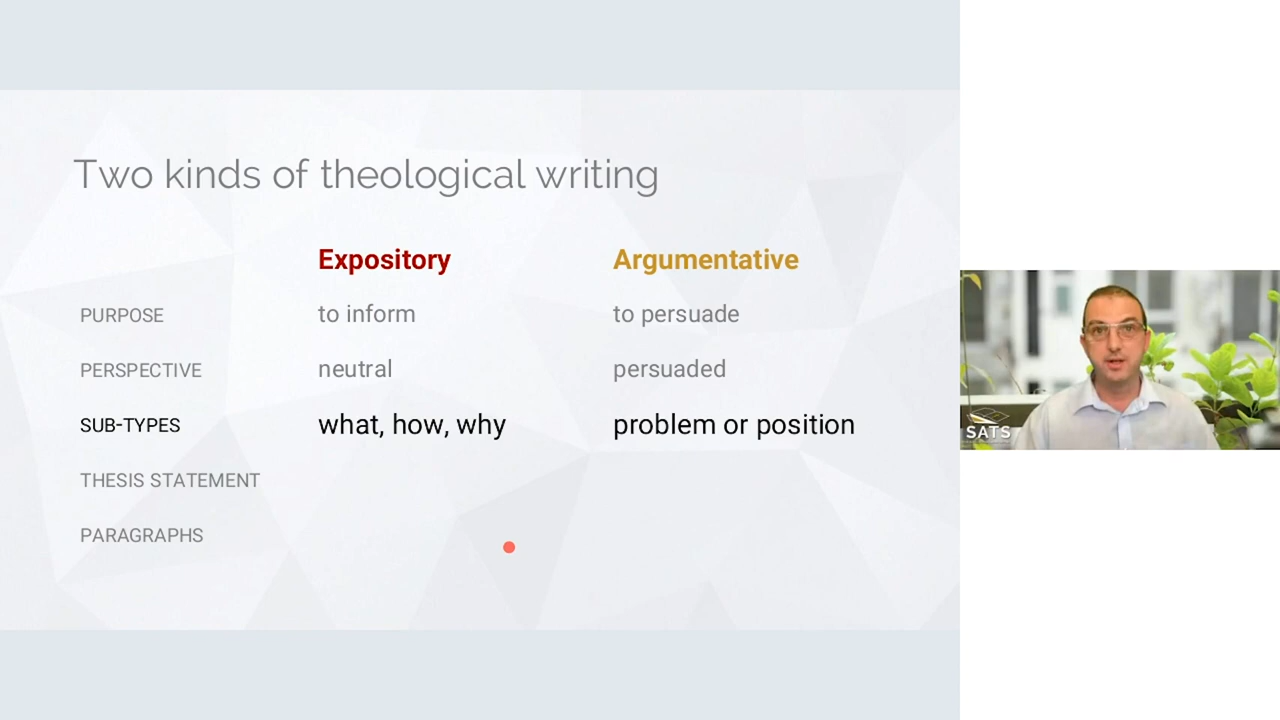 Two kinds of theological writing
Expository Argumentative
PURPOSE to inform to persuade
PERSPECTIVE neutral persuaded
SUB-TYPES what, how, why problem or position
THESIS STATEMENT
PARAGRAPHS
SATS